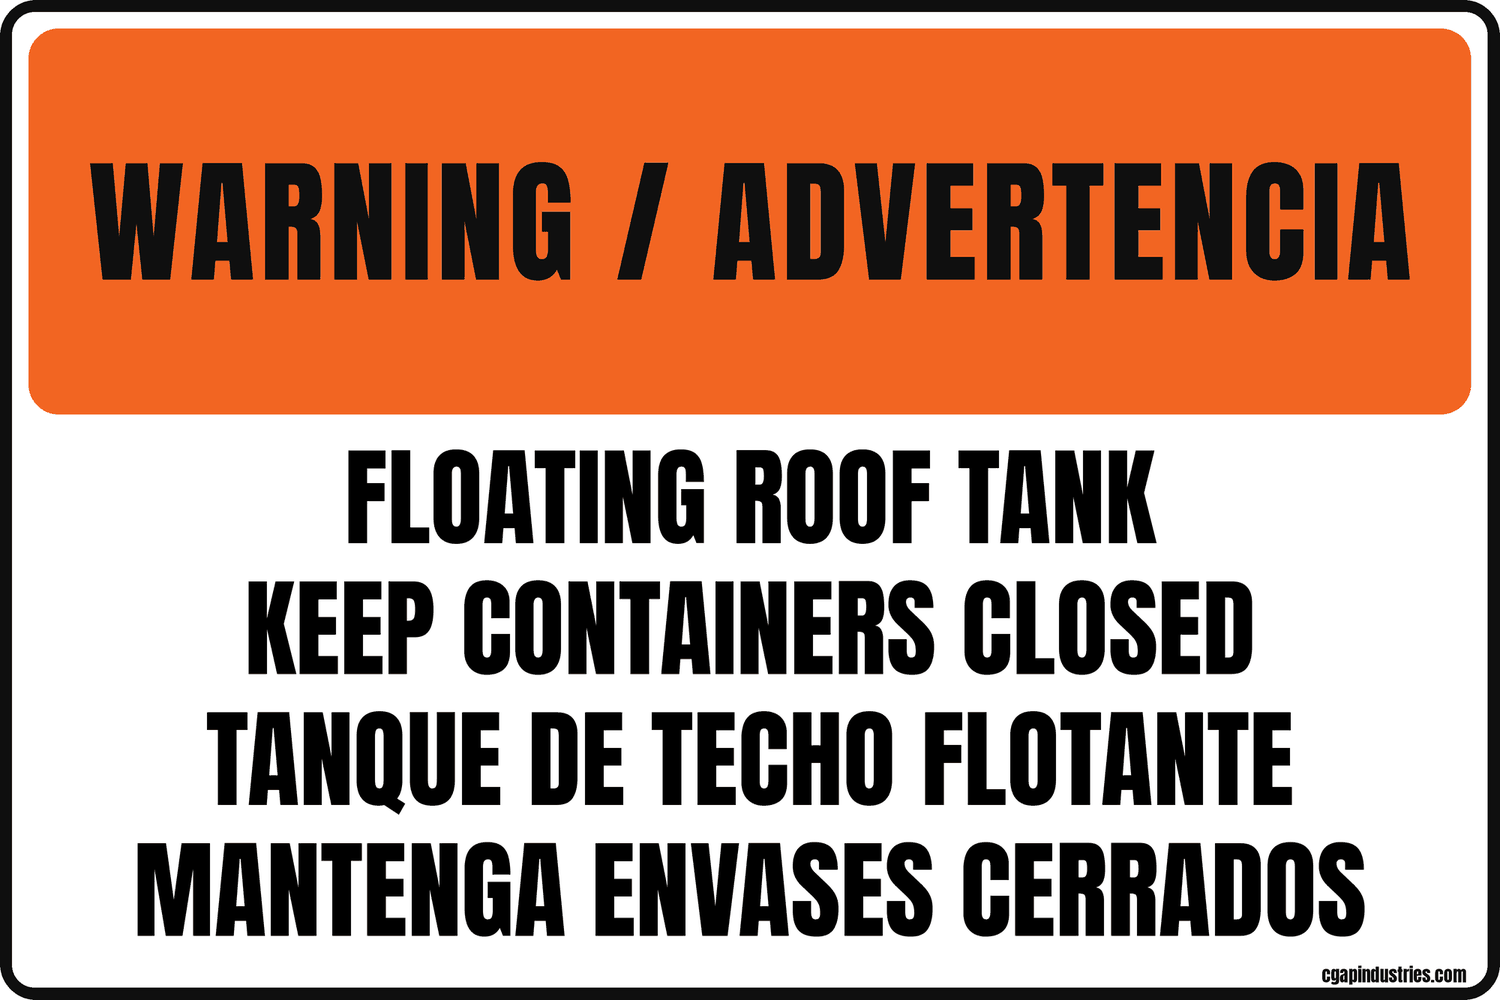 WARNING / ADVERTENCIA
FLOATING ROOF TANK
KEEP CONTAINERS CLOSED
TANQUE DE TECHO FLOTANTE
MANTENGA ENVASES CERRADOS
cgapindustries.com